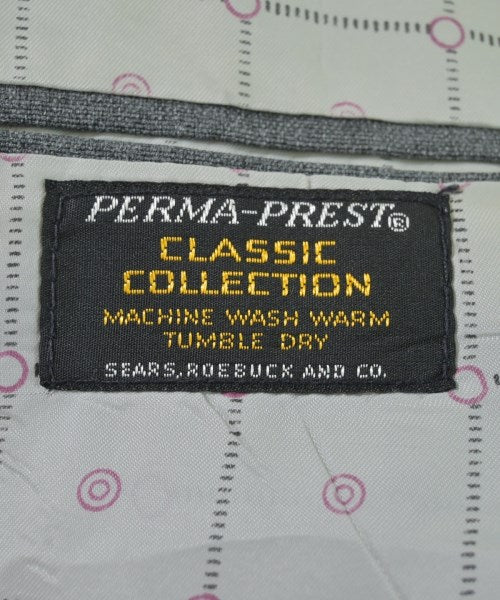 PERMA-PREST®
CLASSIC
COLLECTION
MACHINE WASH WARM
TUMBLE DRY
SEARS, ROEBUCK AND CO.